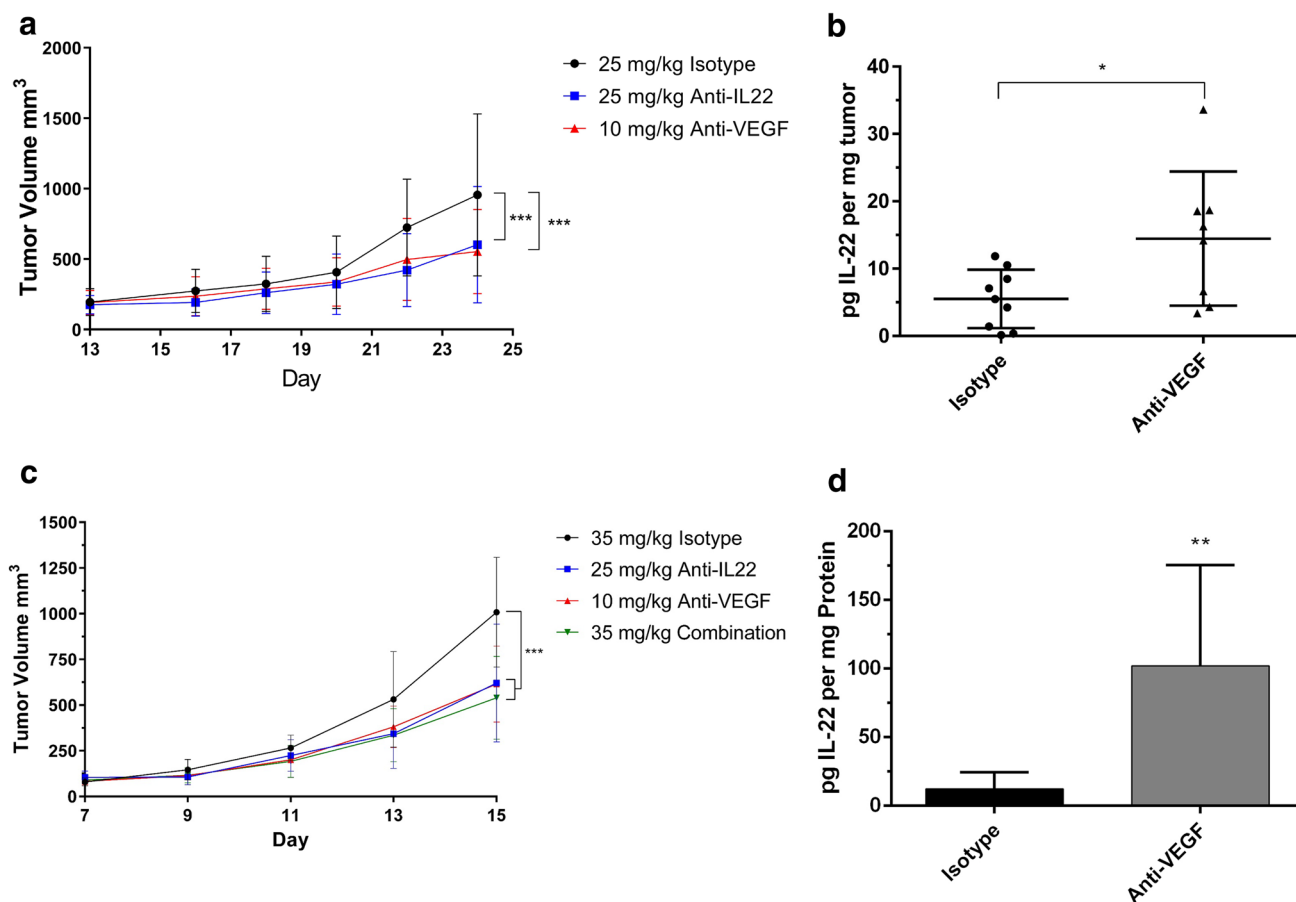 a
2000
1500
1000
500
0
Tumor Volume mm³
13 15 17 19 21 23 25
Day
25 mg/kg Isotype
25 mg/kg Anti-IL22
10 mg/kg Anti-VEGF
*** ***
b
40
30
20
10
0
pg IL-22 per mg tumor
*
Isotype
Anti-VEGF
c
1500
1250
1000
750
500
250
0
Tumor Volume mm³
7 9 11 13 15
Day
35 mg/kg Isotype
25 mg/kg Anti-IL22
10 mg/kg Anti-VEGF
35 mg/kg Combination
***
d
200
150
100
50
0
pg IL-22 per mg Protein
**
Isotype
Anti-VEGF